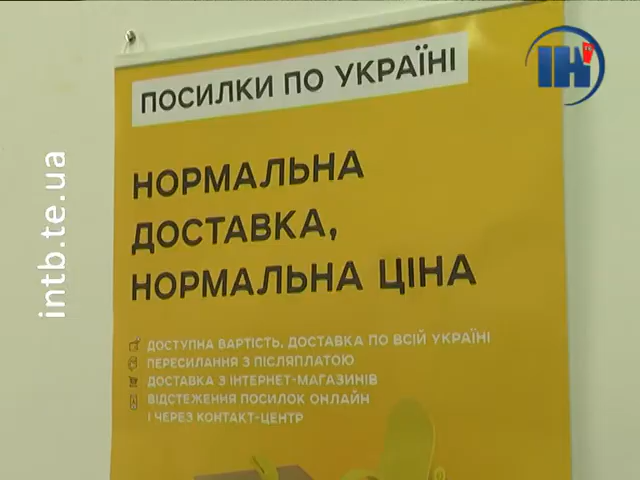 ПОСИЛКИ ПО УКРАЇНІ
НОРМАЛЬНА
ДОСТАВКА,
НОРМАЛЬНА ЦІНА
ДОСТУПНА ВАРТІСТЬ, ДОСТАВКА ПО ВСІЙ УКРАЇНІ
ПЕРЕСИЛАННЯ З ПІСЛЯПЛАТОЮ
ДОСТАВКА З ІНТЕРНЕТ-МАГАЗИНІВ
ВІДСТЕЖЕННЯ ПОСИЛОК ОНЛАЙН
І ЧЕРЕЗ КОНТАКТ-ЦЕНТР
intb.te.ua
ІНТБ